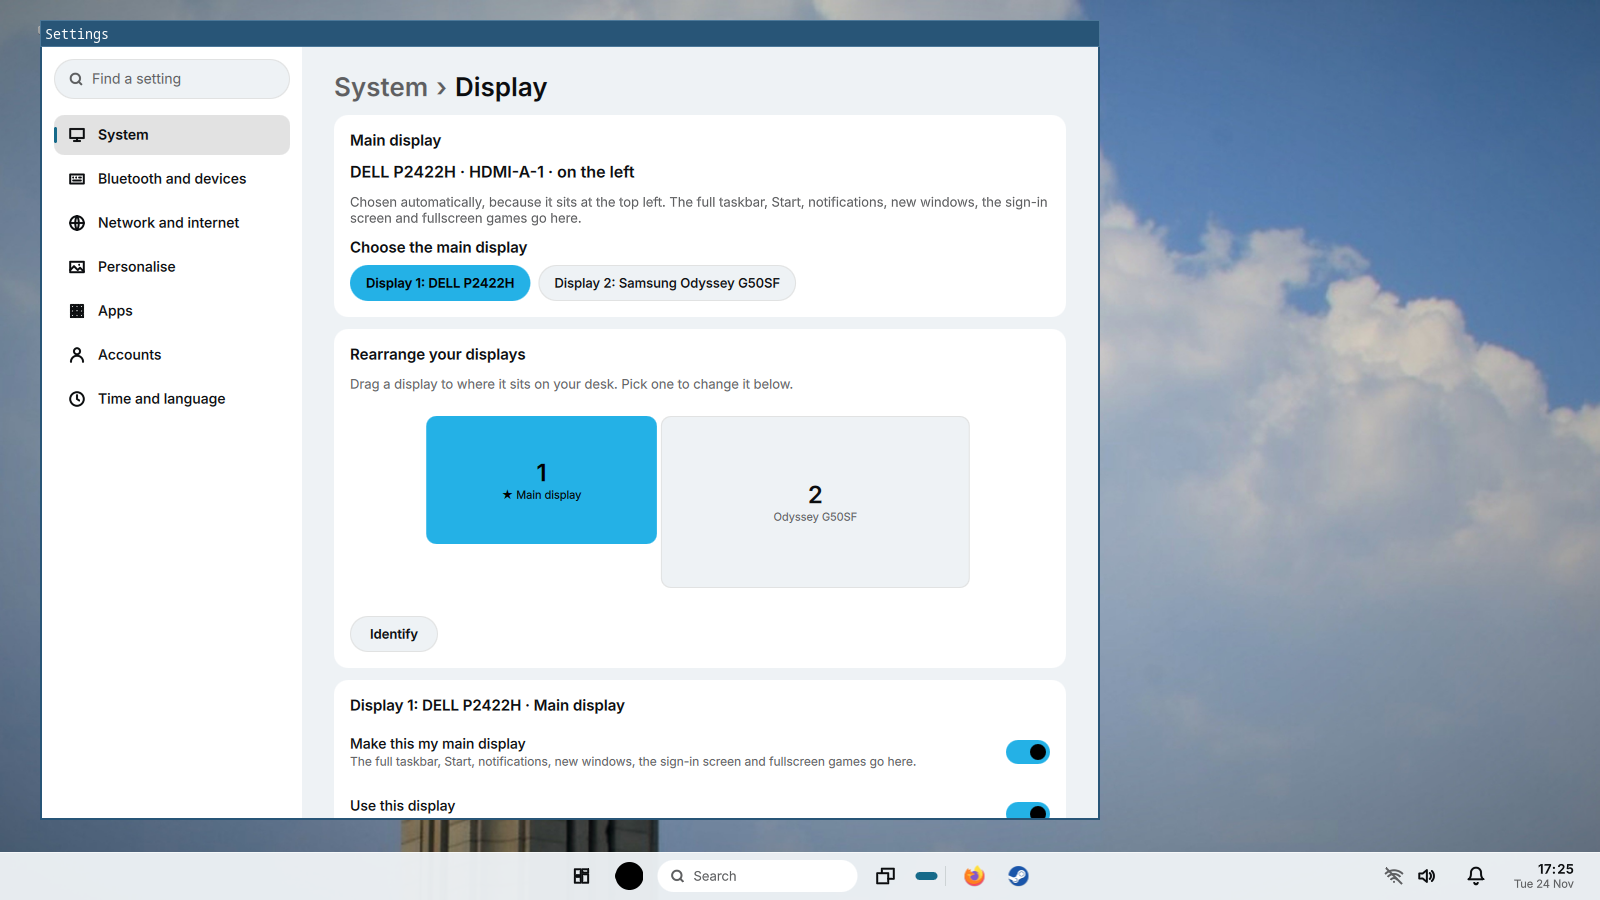 Settings
Find a setting
System
Bluetooth and devices
Network and internet
Personalise
Apps
Accounts
Time and language
System › Display
Main display
DELL P2422H · HDMI-A-1 · on the left
Chosen automatically, because it sits at the top left. The full taskbar, Start, notifications, new windows, the sign-in
screen and fullscreen games go here.
Choose the main display
Display 1: DELL P2422H
Display 2: Samsung Odyssey G50SF
Rearrange your displays
Drag a display to where it sits on your desk. Pick one to change it below.
1
★ Main display
2
Odyssey G50SF
Identify
Display 1: DELL P2422H · Main display
Make this my main display
The full taskbar, Start, notifications, new windows, the sign-in screen and fullscreen games go here.
Use this display
Search
17:25
Tue 24 Nov